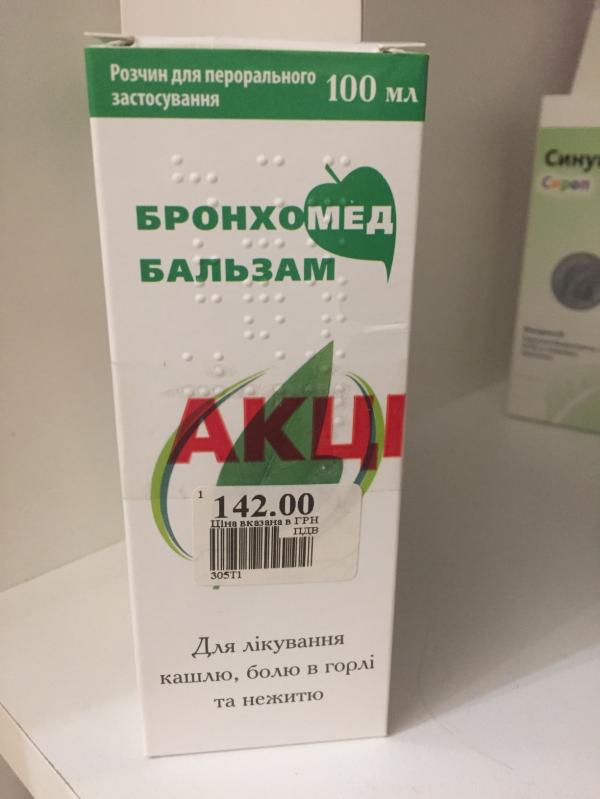 Розчин для перорального
застосування
100 мл
БРОНХОМЕД
БАЛЬЗАМ
АКЦІ
1
142.00
Ціна вказана в ГРН
ПДВ
305Т1
Для лікування
кашлю, болю в горлі
та нежитю
Сироп